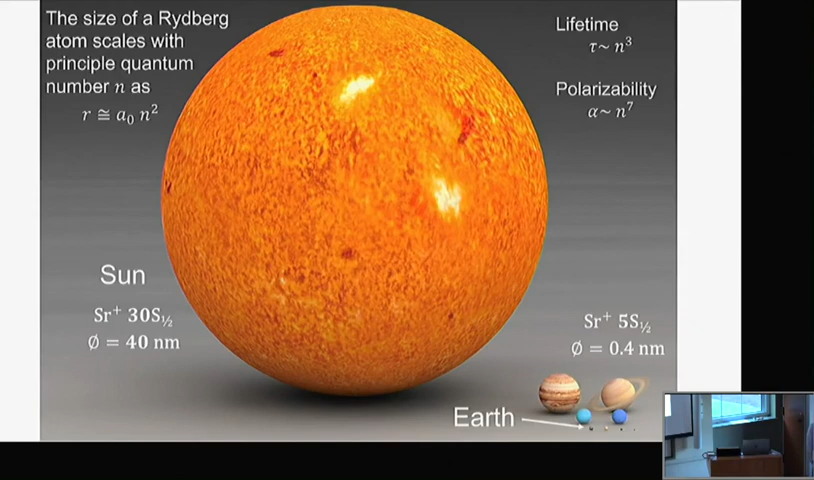 The size of a Rydberg
atom scales with
principle quantum
number n as
r ≅ a₀ n²
Lifetime
τ~ n³
Polarizability
α~ n⁷
Sun
Sr⁺ 30S½
∅ = 40 nm
Sr⁺ 5S½
∅ = 0.4 nm
Earth